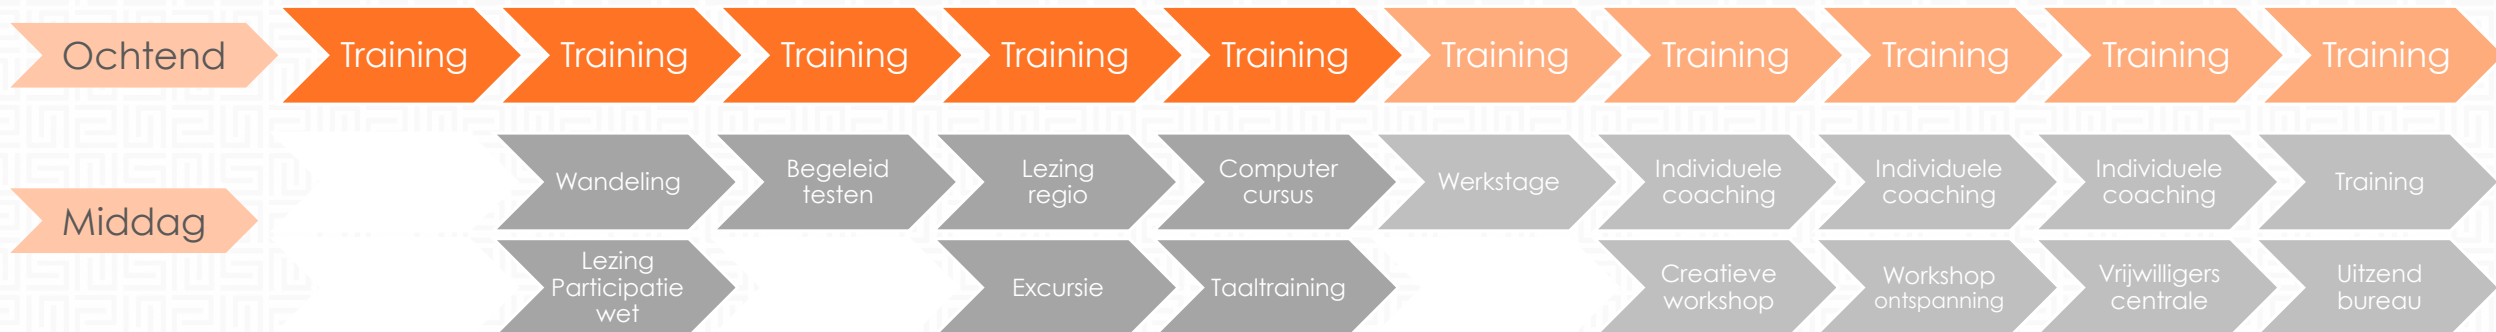 Ochtend
Training
Training
Training
Training
Training
Training
Training
Training
Training
Training
Middag
Wandeling
Begeleid
testen
Lezing
regio
Computer
cursus
Werkstage
Individuele
coaching
Individuele
coaching
Individuele
coaching
Training
Lezing
Participatie
wet
Excursie
Taaltraining
Creatieve
workshop
Workshop
ontspanning
Vrijwilligers
centrale
Uitzend
bureau